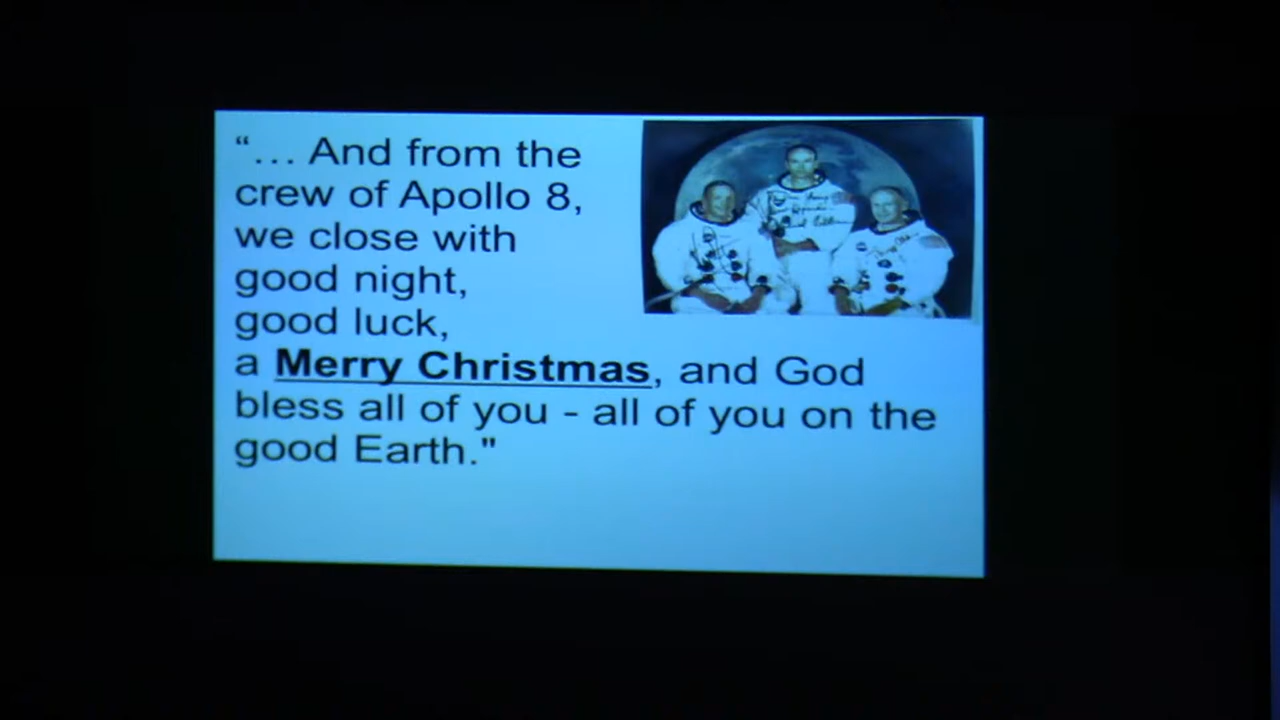 “… And from the
crew of Apollo 8,
we close with
good night,
good luck,
a Merry Christmas, and God
bless all of you - all of you on the
good Earth."